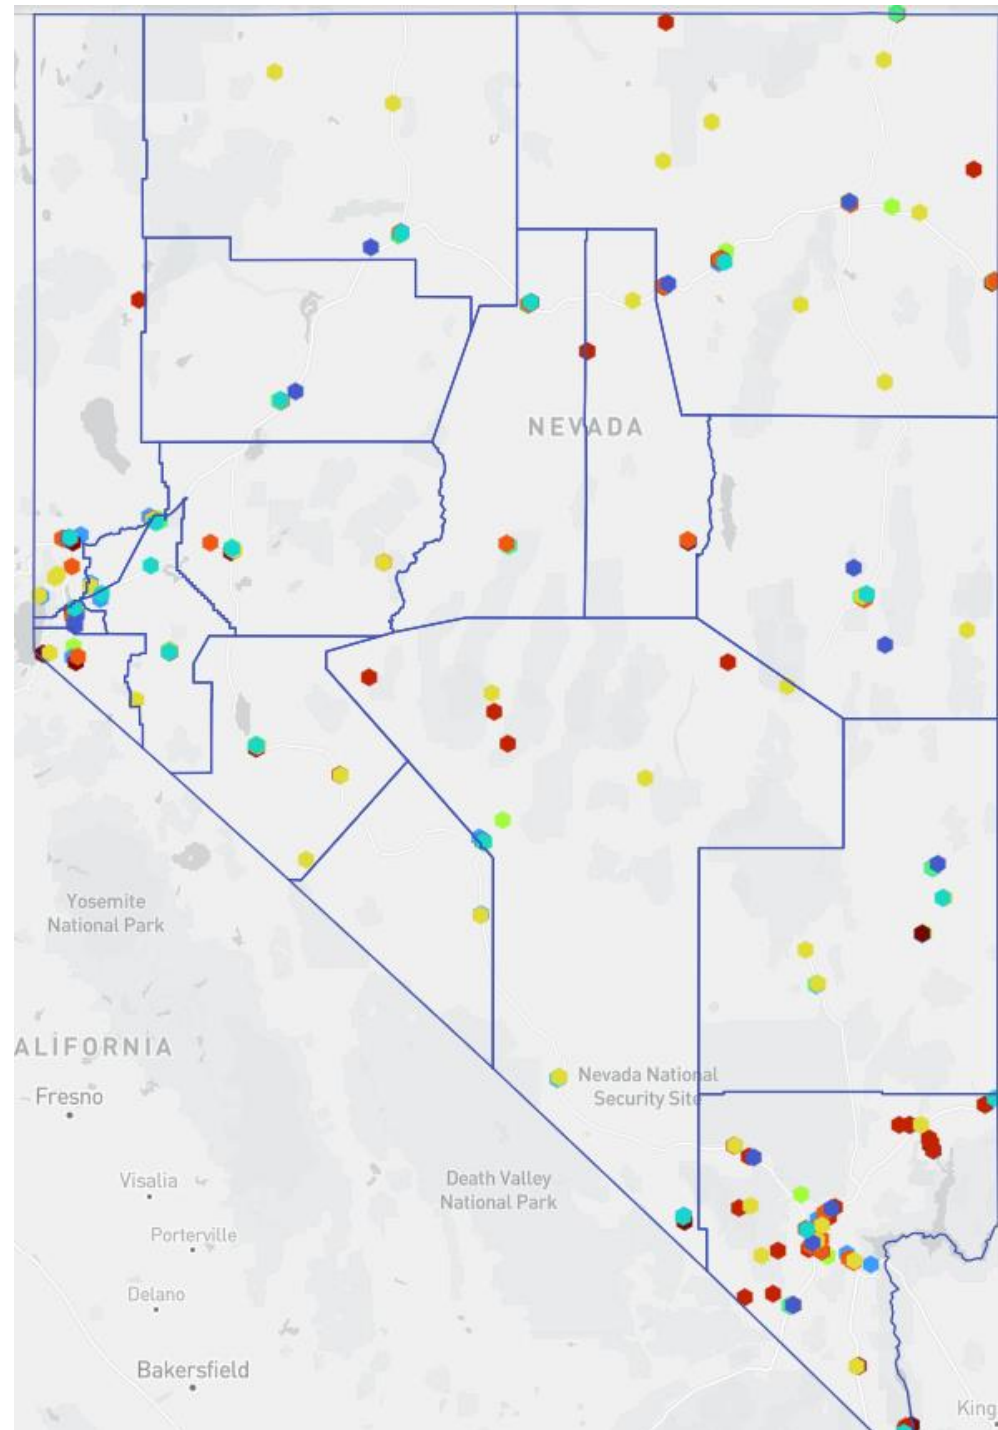 NEVADA
Yosemite
National Park
ALIFORNIA
Fresno
Nevada National
Security Site
Visalia
Death Valley
National Park
Porterville
Delano
Bakersfield
King